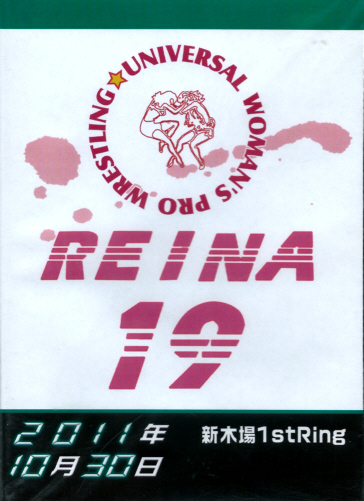 UNIVERSAL WOMAN'S PRO WRESTLING
REINA
19
2011年 新木場1stRing
10月30日